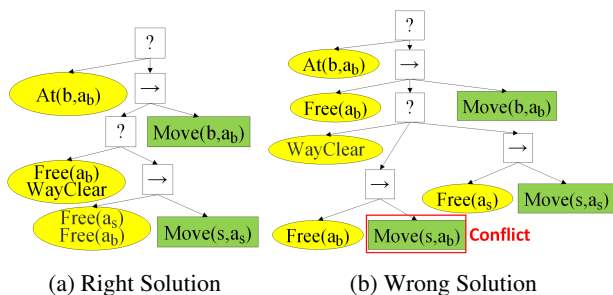 ?
At(b,a_b)
→
?
Move(b,a_b)
Free(a_b)
WayClear
→
Free(a_s)
Free(a_b)
Move(s,a_s)
(a) Right Solution
?
At(b,a_b)
→
Free(a_b)
?
Move(b,a_b)
WayClear
→
→
Free(a_s)
Move(s,a_s)
Free(a_b)
Move(s,a_b)
Conflict
(b) Wrong Solution